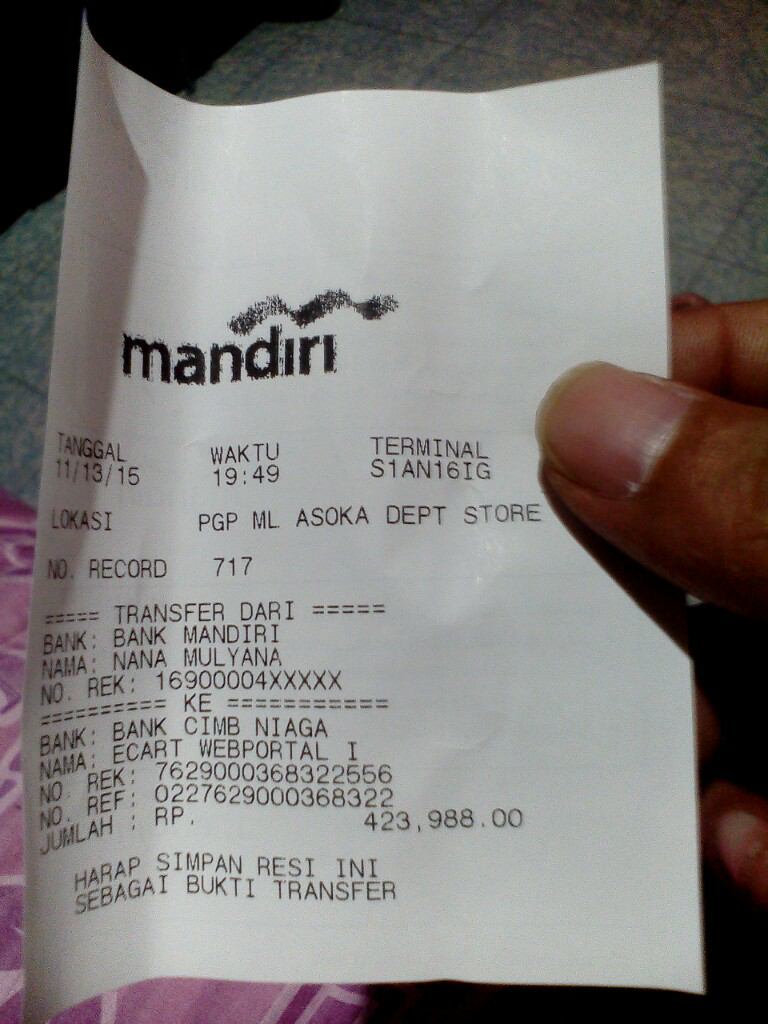 mandiri
TANGGAL WAKTU TERMINAL
11/13/15 19:49 S1AN16IG
LOKASI PGP ML ASOKA DEPT STORE
NO. RECORD 717
===== TRANSFER DARI =====
BANK: BANK MANDIRI
NAMA: NANA MULYANA
NO. REK: 16900004XXXXX
========== KE ===========
BANK: BANK CIMB NIAGA
NAMA: ECART WEBPORTAL I
NO. REK: 7629000368322556
NO. REF: 0227629000368322
JUMLAH : RP. 423,988.00
HARAP SIMPAN RESI INI
SEBAGAI BUKTI TRANSFER